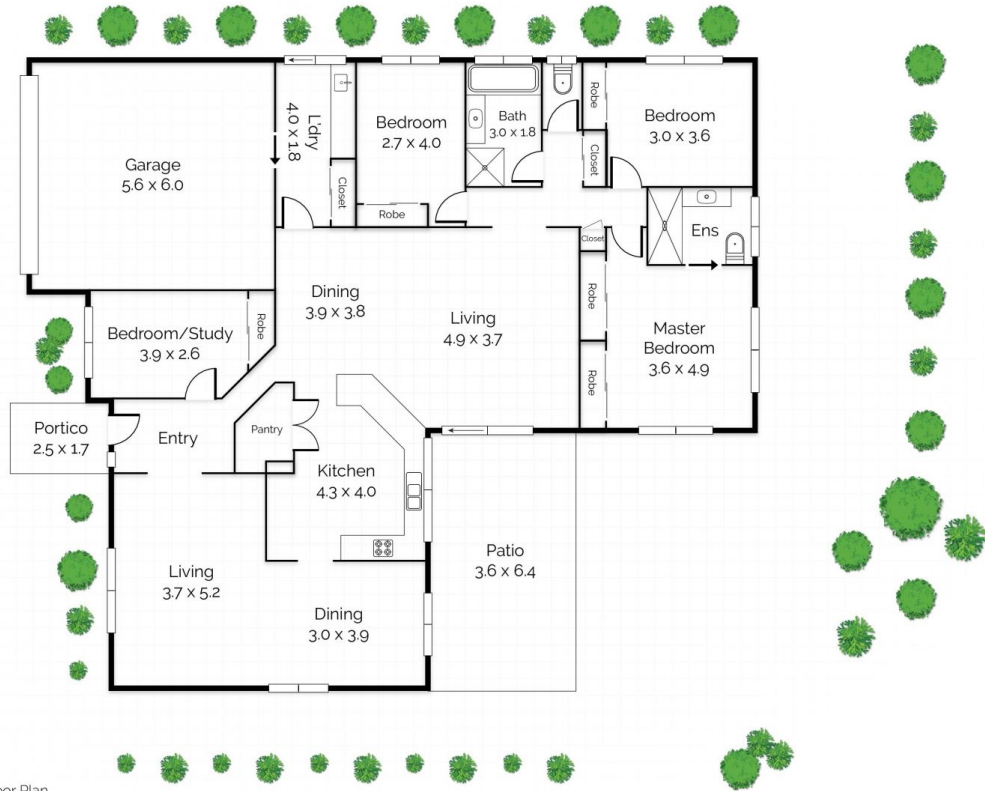 Garage
5.6 x 6.0
L'dry
4.0 x 1.8
Closet
Bedroom
2.7 x 4.0
Robe
Bath
3.0 x 1.8
Robe
Closet
Bedroom
3.0 x 3.6
Ens
Closet
Robe
Robe
Master
Bedroom
3.6 x 4.9
Dining
3.9 x 3.8
Living
4.9 x 3.7
Bedroom/Study
3.9 x 2.6
Robe
Portico
2.5 x 1.7
Entry
Pantry
Kitchen
4.3 x 4.0
Living
3.7 x 5.2
Dining
3.0 x 3.9
Patio
3.6 x 6.4
Plan